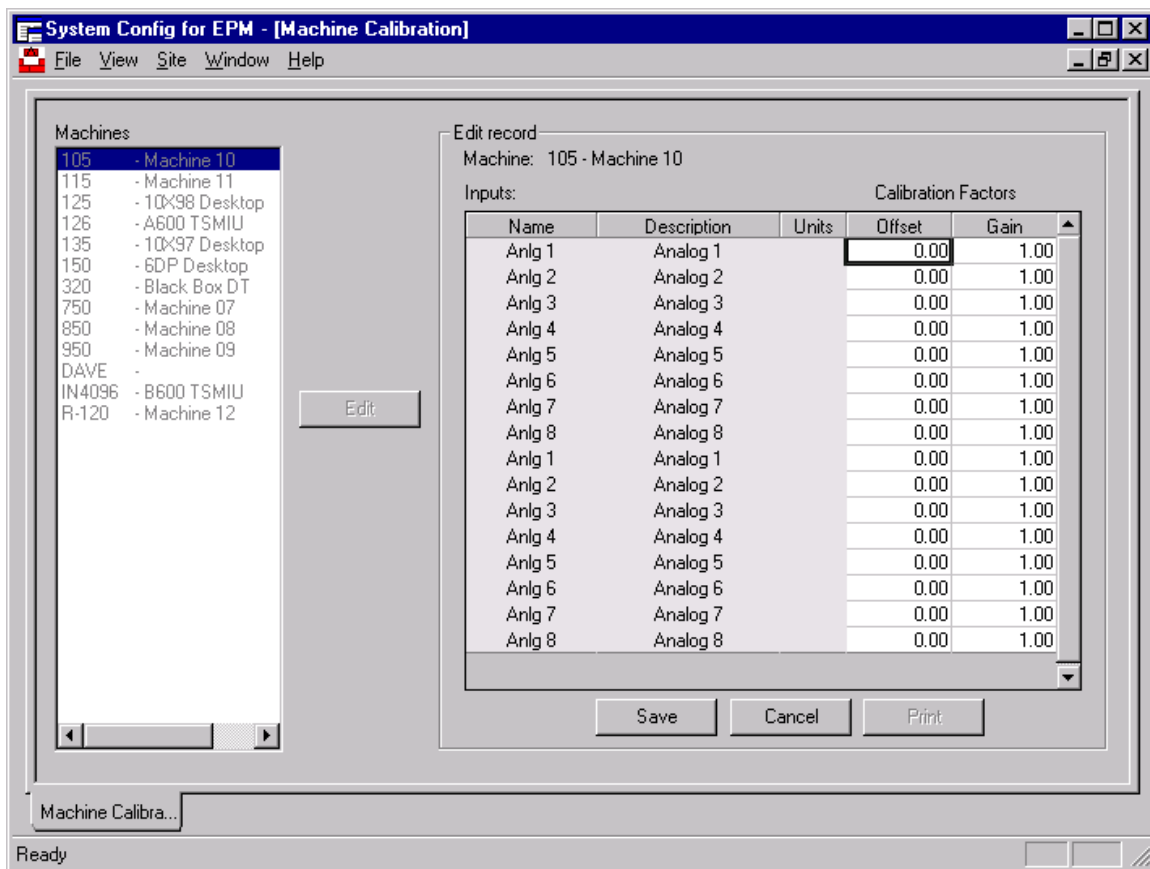 System Config for EPM - [Machine Calibration]
File View Site Window Help
Machines
105 - Machine 10
115 - Machine 11
125 - 10X98 Desktop
126 - A600 TSMIU
135 - 10X97 Desktop
150 - 6DP Desktop
320 - Black Box DT
750 - Machine 07
850 - Machine 08
950 - Machine 09
DAVE -
IN4096 - B600 TSMIU
R-120 - Machine 12
Edit
Edit record
Machine: 105 - Machine 10
Inputs: Calibration Factors
Name Description Units Offset Gain
Anlg 1 Analog 1 0.00 1.00
Anlg 2 Analog 2 0.00 1.00
Anlg 3 Analog 3 0.00 1.00
Anlg 4 Analog 4 0.00 1.00
Anlg 5 Analog 5 0.00 1.00
Anlg 6 Analog 6 0.00 1.00
Anlg 7 Analog 7 0.00 1.00
Anlg 8 Analog 8 0.00 1.00
Anlg 1 Analog 1 0.00 1.00
Anlg 2 Analog 2 0.00 1.00
Anlg 3 Analog 3 0.00 1.00
Anlg 4 Analog 4 0.00 1.00
Anlg 5 Analog 5 0.00 1.00
Anlg 6 Analog 6 0.00 1.00
Anlg 7 Analog 7 0.00 1.00
Anlg 8 Analog 8 0.00 1.00
Save Cancel Print
Machine Calibra...
Ready